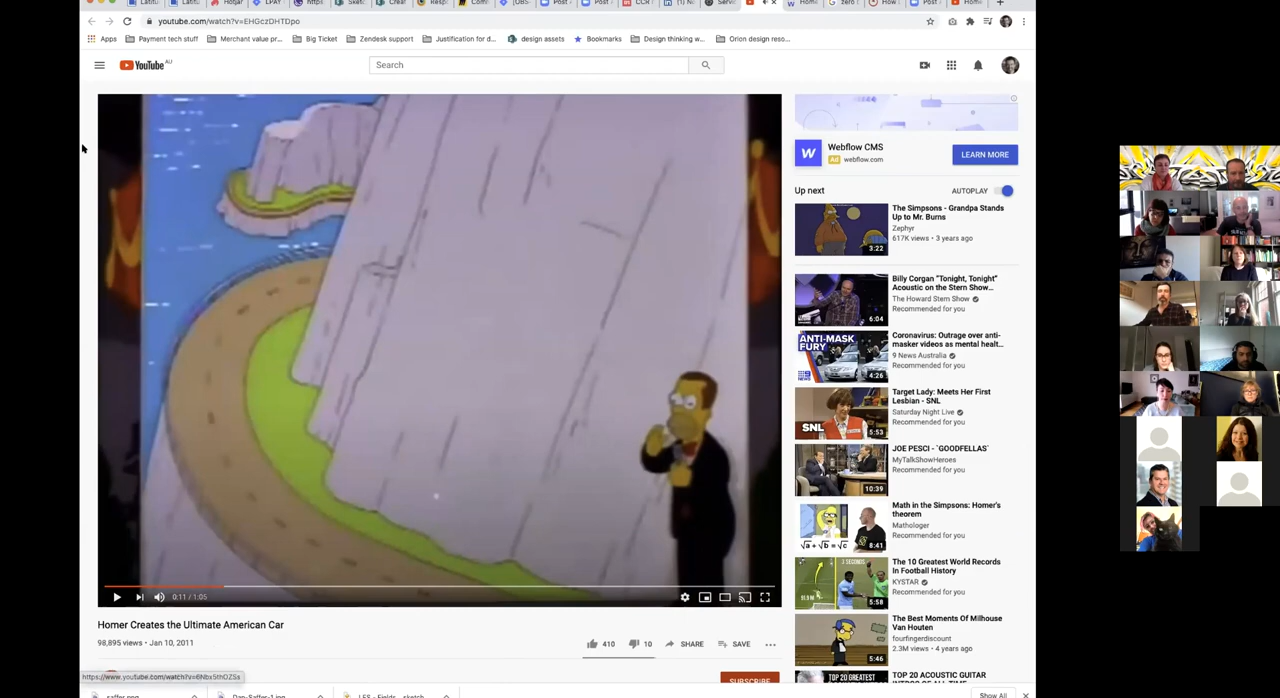 youtube.com/watch?v=EHGczDHTDpo
Apps
Payment tech stuff
Merchant value pr...
Big Ticket
Zendesk support
Justification for d...
design assets
Bookmarks
Design thinking w...
Orion design reso...
YouTube AU
Search
Webflow CMS
Ad webflow.com
LEARN MORE
Up next
AUTOPLAY
The Simpsons - Grandpa Stands
Up to Mr. Burns
Zephyr
617K views • 3 years ago
3:22
Billy Corgan "Tonight, Tonight"
Acoustic on the Stern Show...
The Howard Stern Show
Recommended for you
6:04
ANTI-MASK
FURY
Coronavirus: Outrage over anti-
masker videos as mental healt...
9 News Australia
Recommended for you
4:26
Target Lady: Meets Her First
Lesbian - SNL
Saturday Night Live
Recommended for you
SNL
5:53
JOE PESCI - `GOODFELLAS`
MyTalkShowHeroes
Recommended for you
10:39
Math in the Simpsons: Homer's
theorem
Mathologer
Recommended for you
√a + √b = √c
8:41
The 10 Greatest World Records
In Football History
KYSTAR
Recommended for you
3 SECONDS
5:58
The Best Moments Of Milhouse
Van Houten
fourfingerdiscount
2.3M views • 4 years ago
5:46
TOP 20 ACOUSTIC GUITAR
TOP 20 GREATEST
0:11 / 1:05
Homer Creates the Ultimate American Car
98,895 views • Jan 10, 2011
410
10
SHARE
SAVE
SUBSCRIBE
https://www.youtube.com/watch?v=6Nbx5thOZSs
Show All